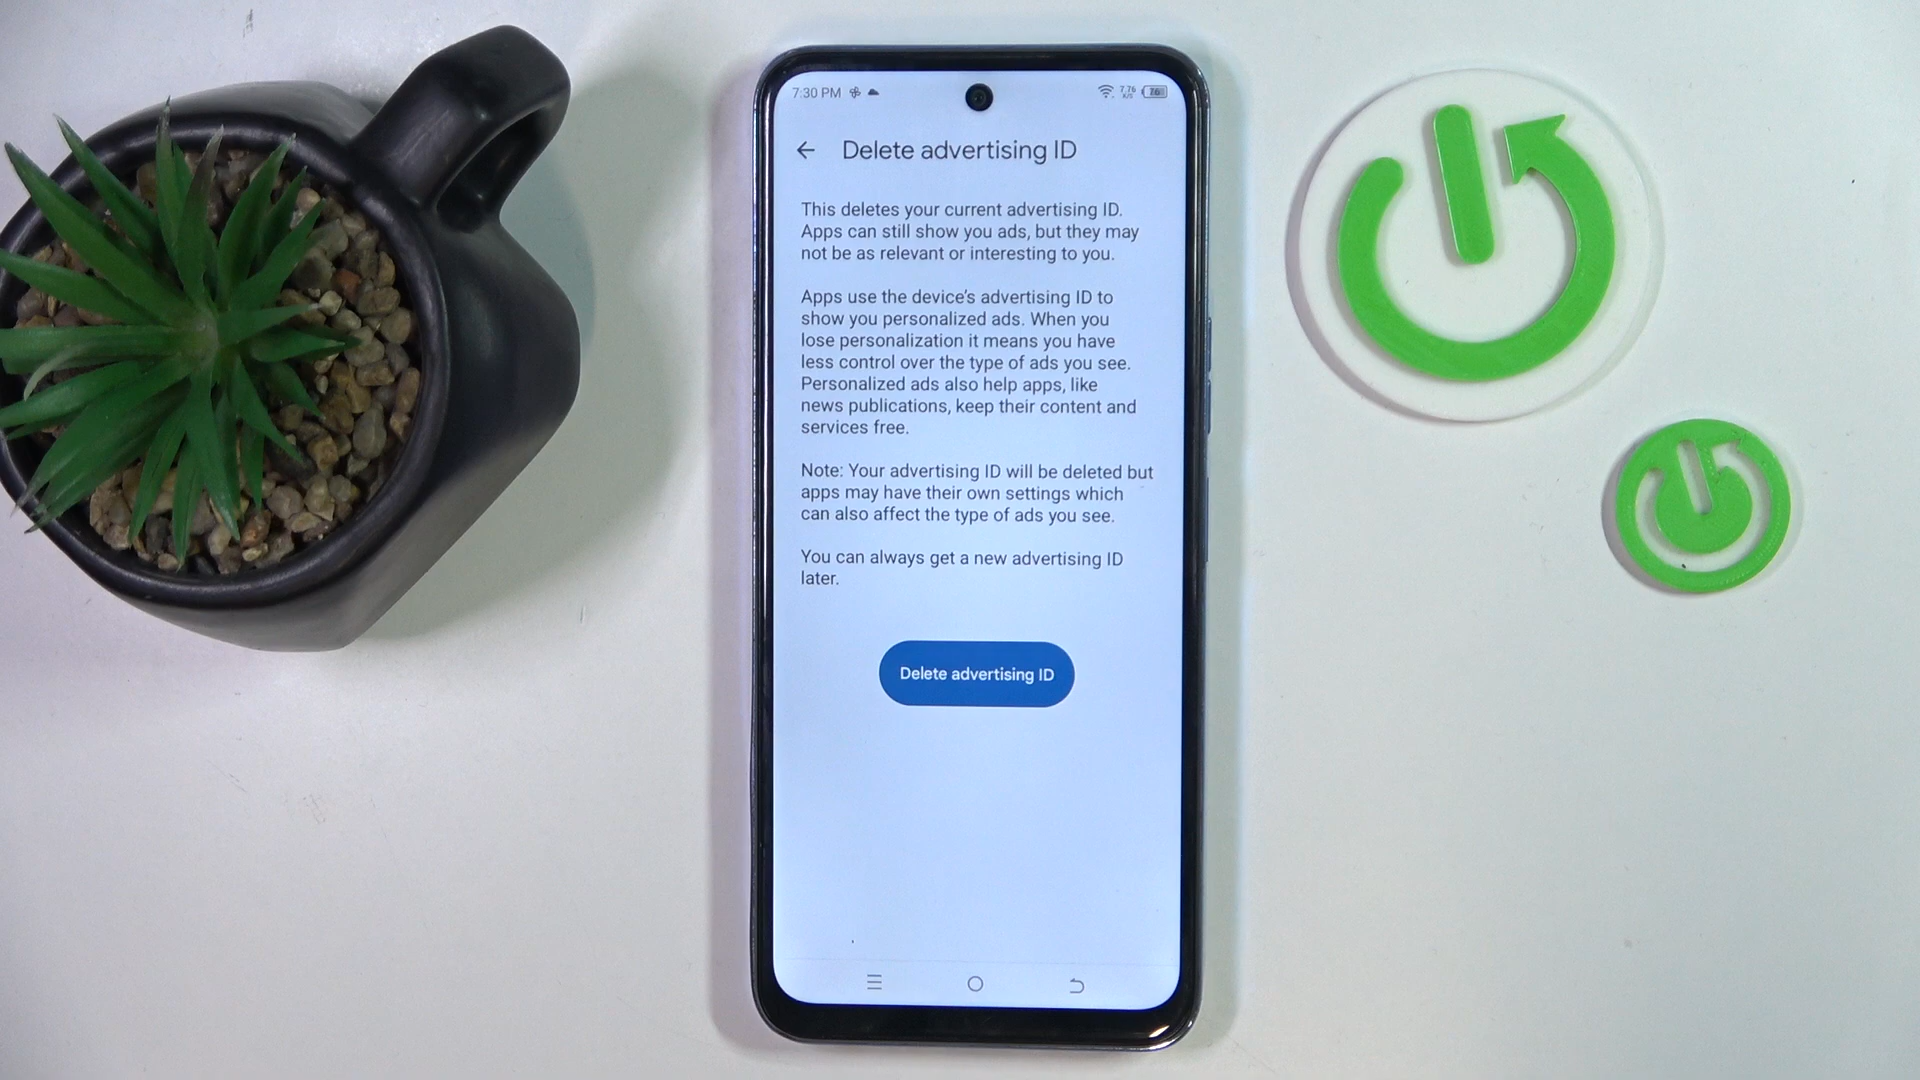 7:30 PM 7.76 K/S 76
Delete advertising ID
This deletes your current advertising ID.
Apps can still show you ads, but they may
not be as relevant or interesting to you.
Apps use the device's advertising ID to
show you personalized ads. When you
lose personalization it means you have
less control over the type of ads you see.
Personalized ads also help apps, like
news publications, keep their content and
services free.
Note: Your advertising ID will be deleted but
apps may have their own settings which
can also affect the type of ads you see.
You can always get a new advertising ID
later.
Delete advertising ID